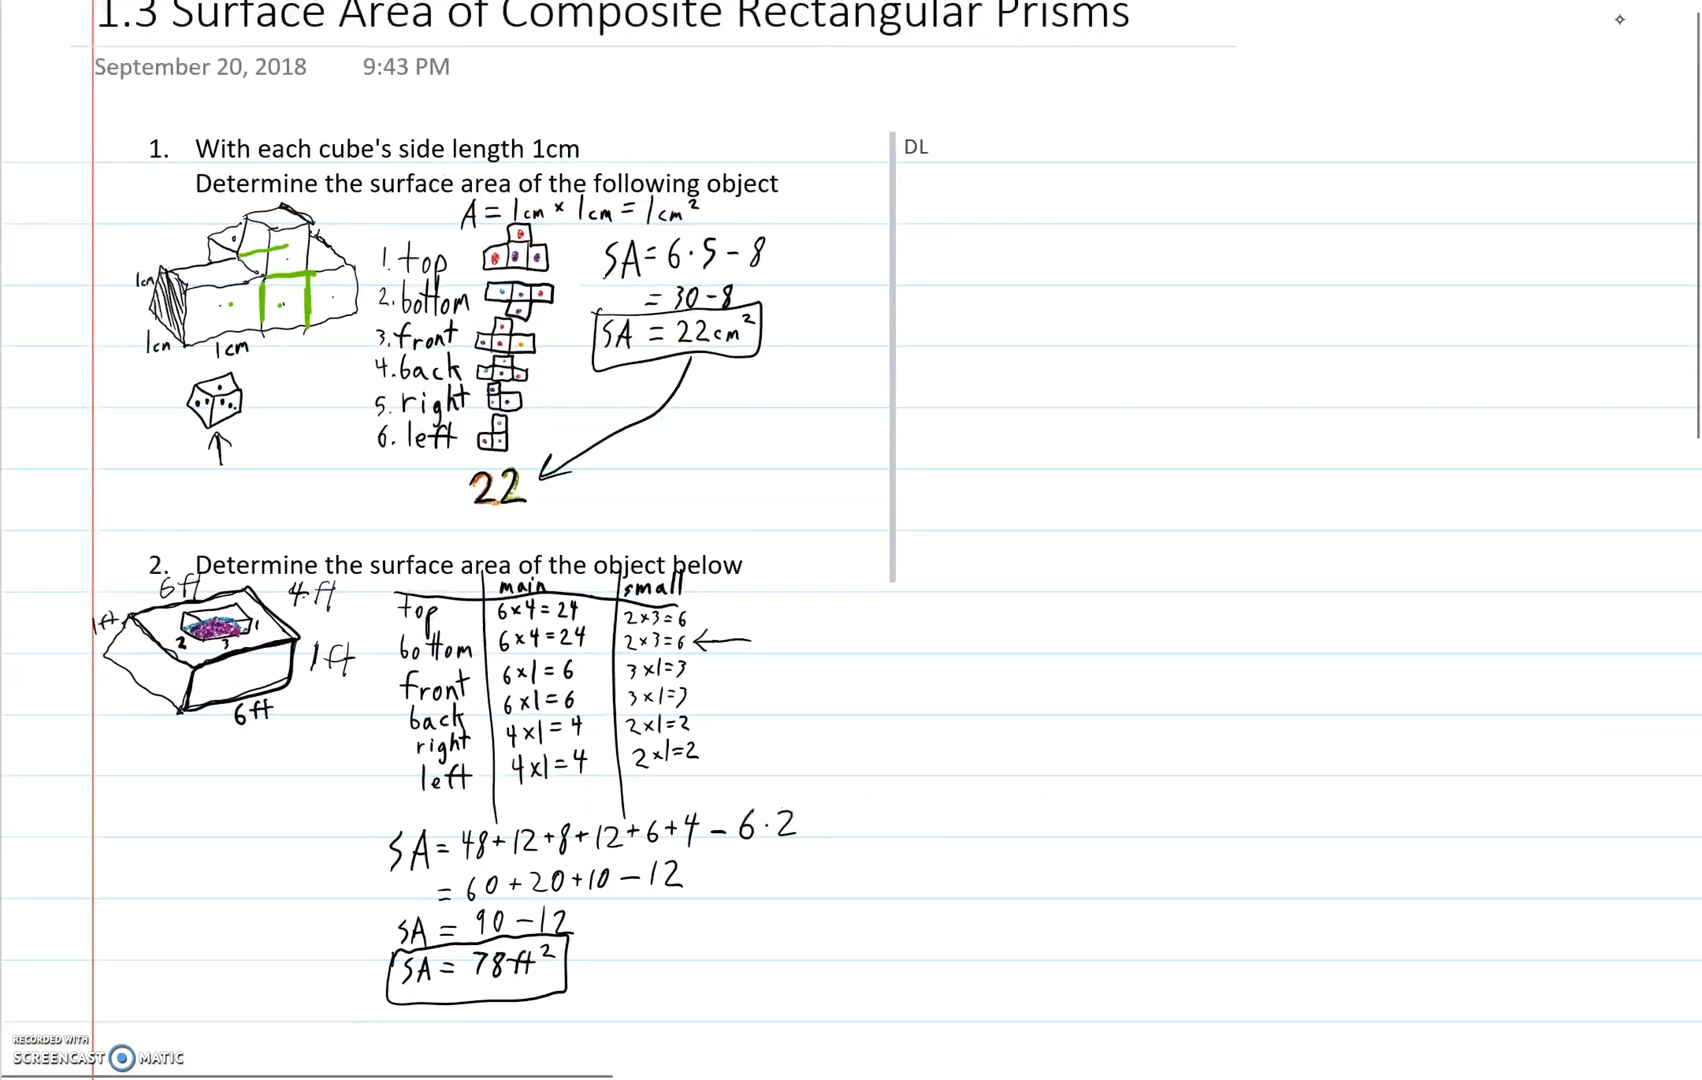 1.3 Surface Area of Composite Rectangular Prisms
September 20, 2018 9:43 PM
DL
1. With each cube's side length 1cm
Determine the surface area of the following object
A = 1cm × 1cm = 1cm²
1cm
1cm
1cm
1. top
2. bottom
3. front
4. back
5. right
6. left
22
SA = 6·5 - 8
= 30 - 8
SA = 22cm²
2. Determine the surface area of the object below
6ft
4ft
1ft
1ft
6ft
2
3
1
main small
top 6×4=24 2×3=6
bottom 6×4=24 2×3=6
front 6×1=6 3×1=3
back 6×1=6 3×1=3
right 4×1=4 2×1=2
left 4×1=4 2×1=2
SA = 48+12+8+12+6+4 - 6·2
= 60+20+10-12
SA = 90-12
SA = 78ft²
RECORDED WITH
SCREENCAST MATIC